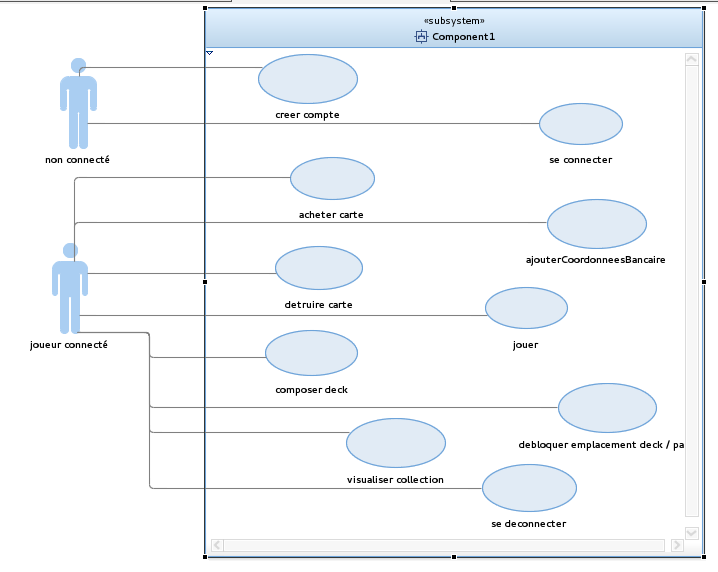 «subsystem»
Component1
creer compte
non connecté
se connecter
acheter carte
ajouterCoordonneesBancaire
detruire carte
joueur connecté
jouer
composer deck
debloquer emplacement deck / pa
visualiser collection
se deconnecter